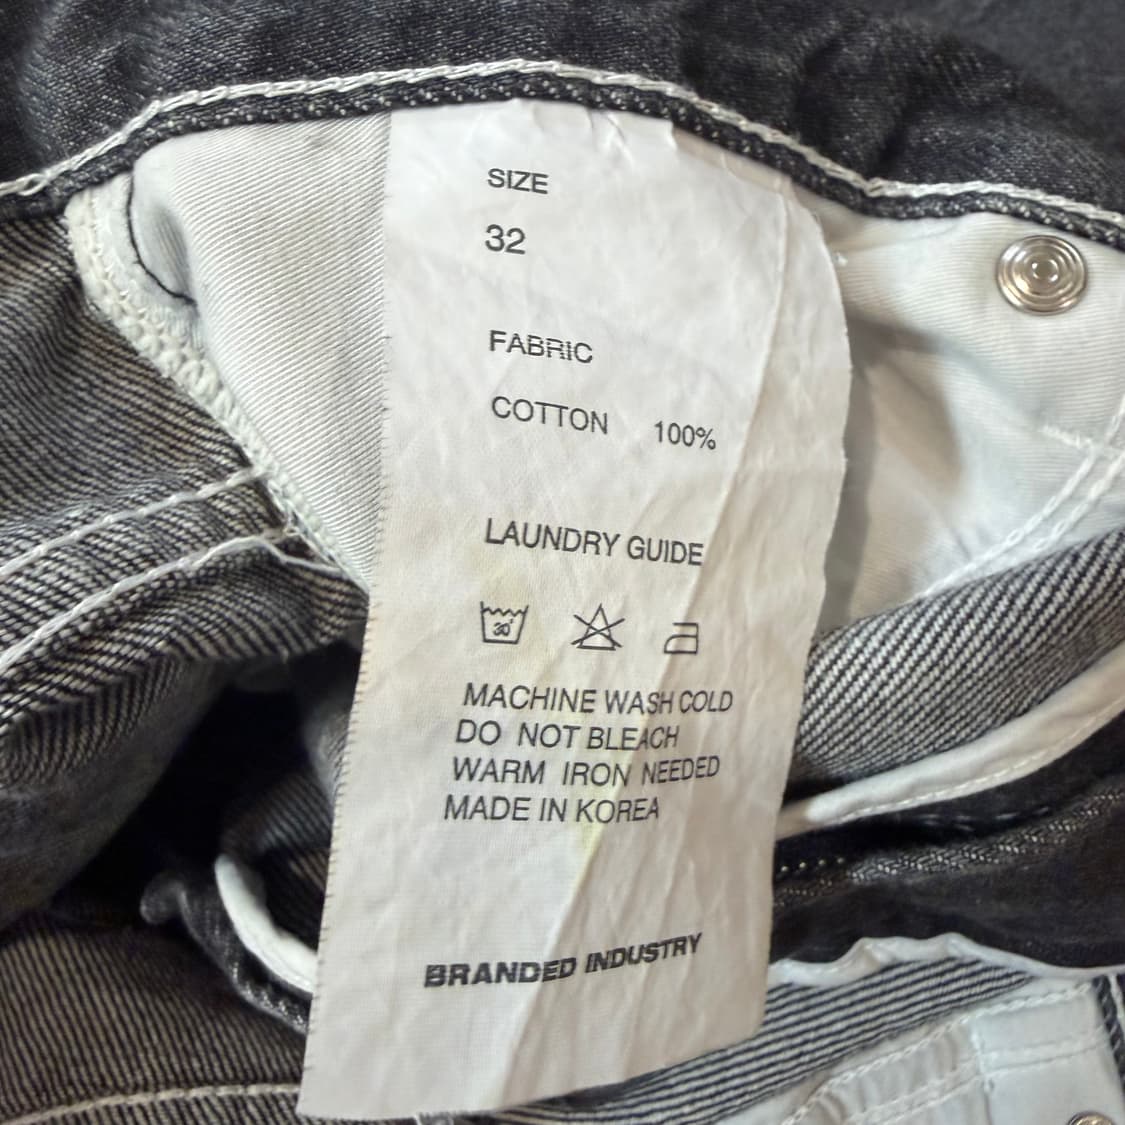 SIZE
32
FABRIC
COTTON 100%
LAUNDRY GUIDE
30°
MACHINE WASH COLD
DO NOT BLEACH
WARM IRON NEEDED
MADE IN KOREA
BRANDED INDUSTRY